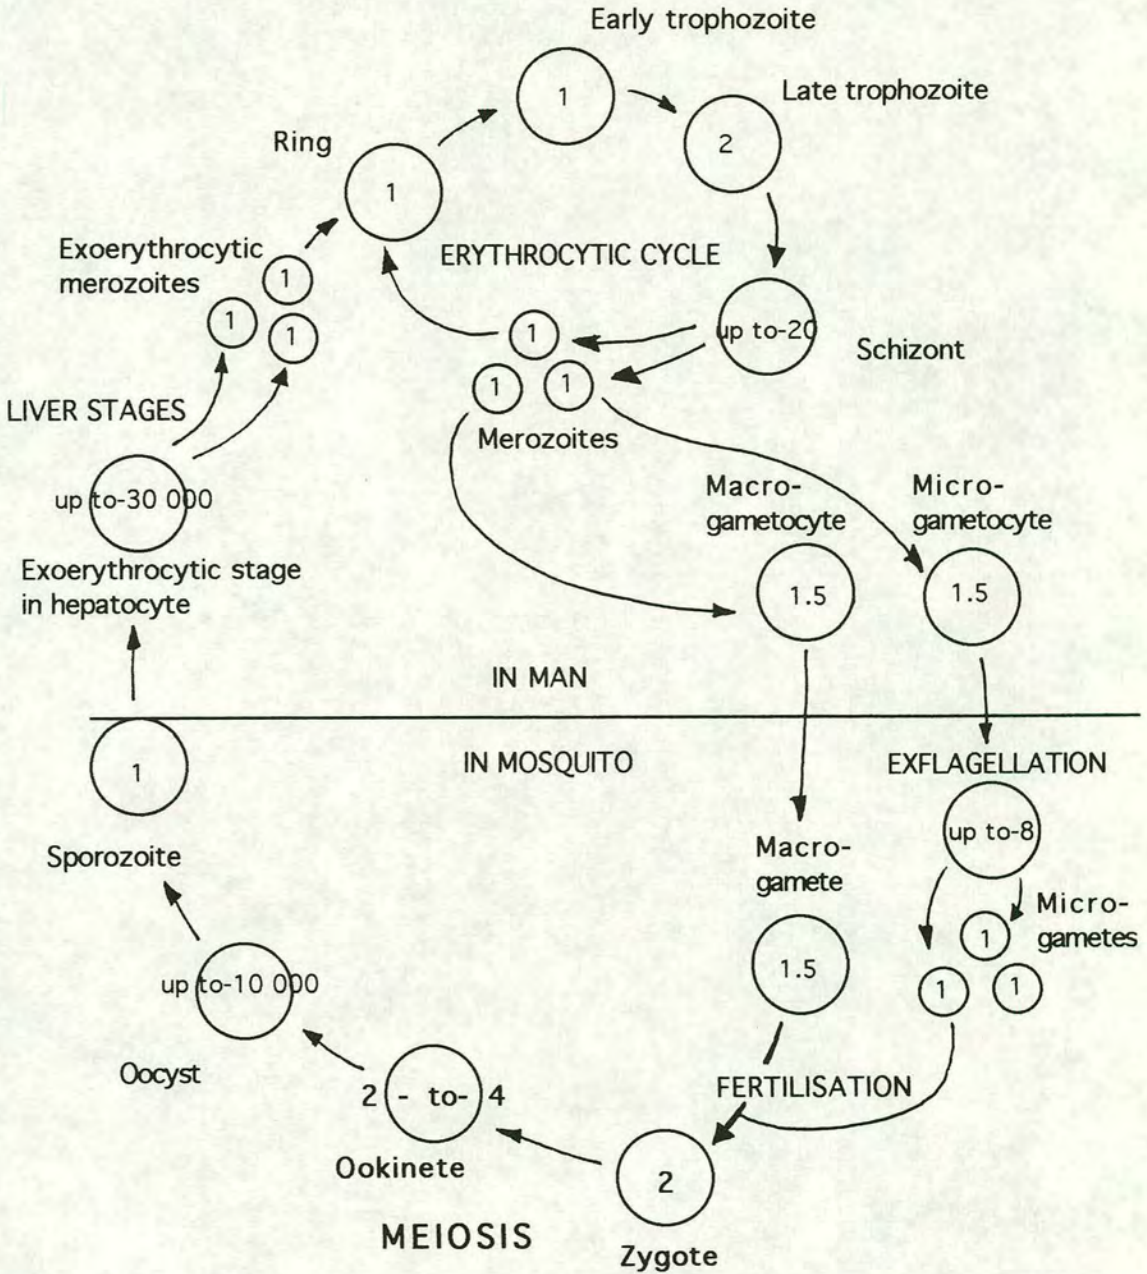 Early trophozoite
1
Late trophozoite
2
Ring
1
Exoerythrocytic
merozoites
1
1
1
ERYTHROCYTIC CYCLE
up to-20
Schizont
1
1
1
Merozoites
LIVER STAGES
up to-30 000
Exoerythrocytic stage
in hepatocyte
Macro-
gametocyte
1.5
Micro-
gametocyte
1.5
IN MAN
IN MOSQUITO
1
Sporozoite
EXFLAGELLATION
up to-8
Macro-
gamete
1.5
Micro-
gametes
1
1
1
up to-10 000
Oocyst
FERTILISATION
2 - to- 4
Ookinete
2
Zygote
MEIOSIS